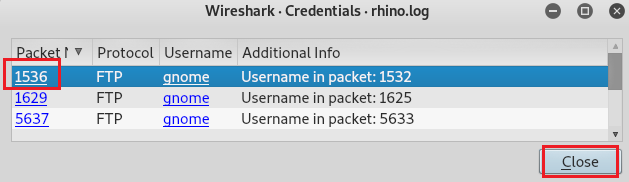 Wireshark · Credentials · rhino.log
Packet N Protocol Username Additional Info
1536 FTP gnome Username in packet: 1532
1629 FTP gnome Username in packet: 1625
5637 FTP gnome Username in packet: 5633
Close